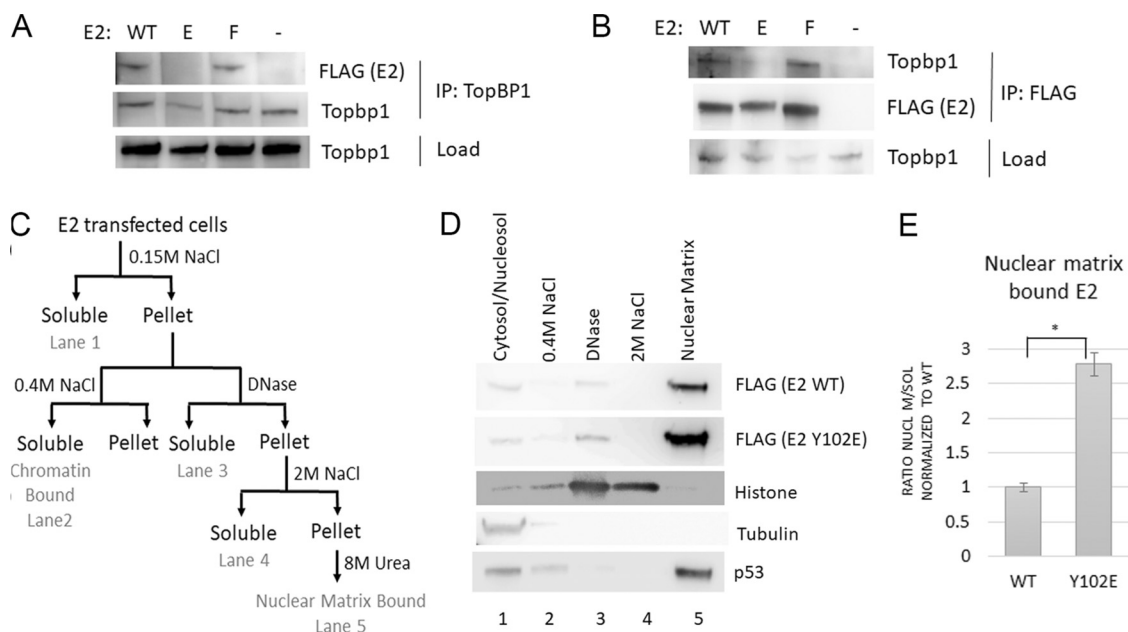 A
E2: WT E F -
FLAG (E2)
Topbp1
IP: TopBP1
Topbp1
Load
B
E2: WT E F -
Topbp1
FLAG (E2)
IP: FLAG
Topbp1
Load
C
E2 transfected cells
0.15M NaCl
Soluble
Pellet
Lane 1
0.4M NaCl
DNase
Soluble
Pellet
Soluble
Pellet
Chromatin
Bound
Lane2
Lane 3
2M NaCl
Soluble
Pellet
Lane 4
8M Urea
Nuclear Matrix Bound
Lane 5
D
Cytosol/Nucleosol
0.4M NaCl
DNase
2M NaCl
Nuclear Matrix
FLAG (E2 WT)
FLAG (E2 Y102E)
Histone
Tubulin
p53
1 2 3 4 5
E
Nuclear matrix
bound E2
*
RATIO NUCL M/SOL
NORMALIZED TO WT
3
2.5
2
1.5
1
0.5
0
WT Y102E